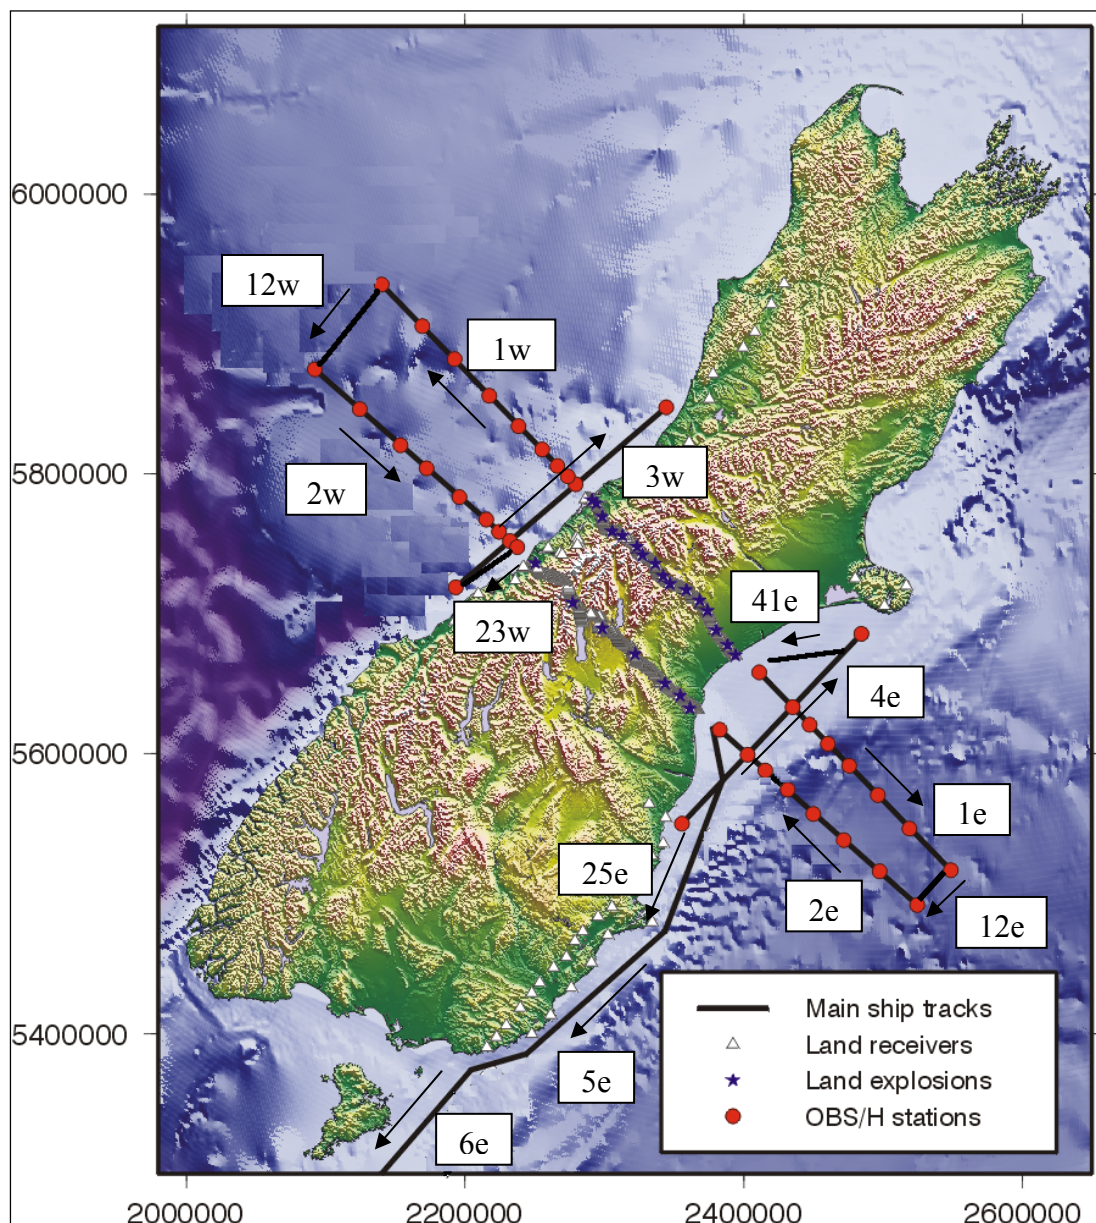 6000000
12w
1w
5800000
2w
3w
41e
23w
4e
5600000
1e
25e
2e
12e
Main ship tracks
5400000
Land receivers
Land explosions
5e
OBS/H stations
6e
2000000 2200000 2400000 2600000